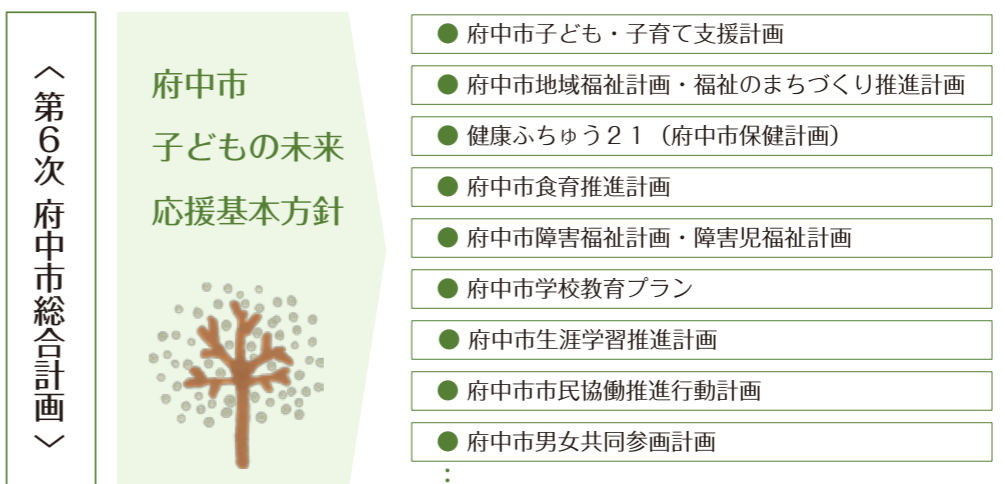 〈第６次 府中市総合計画〉
府中市
子どもの未来
応援基本方針
● 府中市子ども・子育て支援計画
● 府中市地域福祉計画・福祉のまちづくり推進計画
● 健康ふちゅう２１（府中市保健計画）
● 府中市食育推進計画
● 府中市障害福祉計画・障害児福祉計画
● 府中市学校教育プラン
● 府中市生涯学習推進計画
● 府中市市民協働推進行動計画
● 府中市男女共同参画計画
：